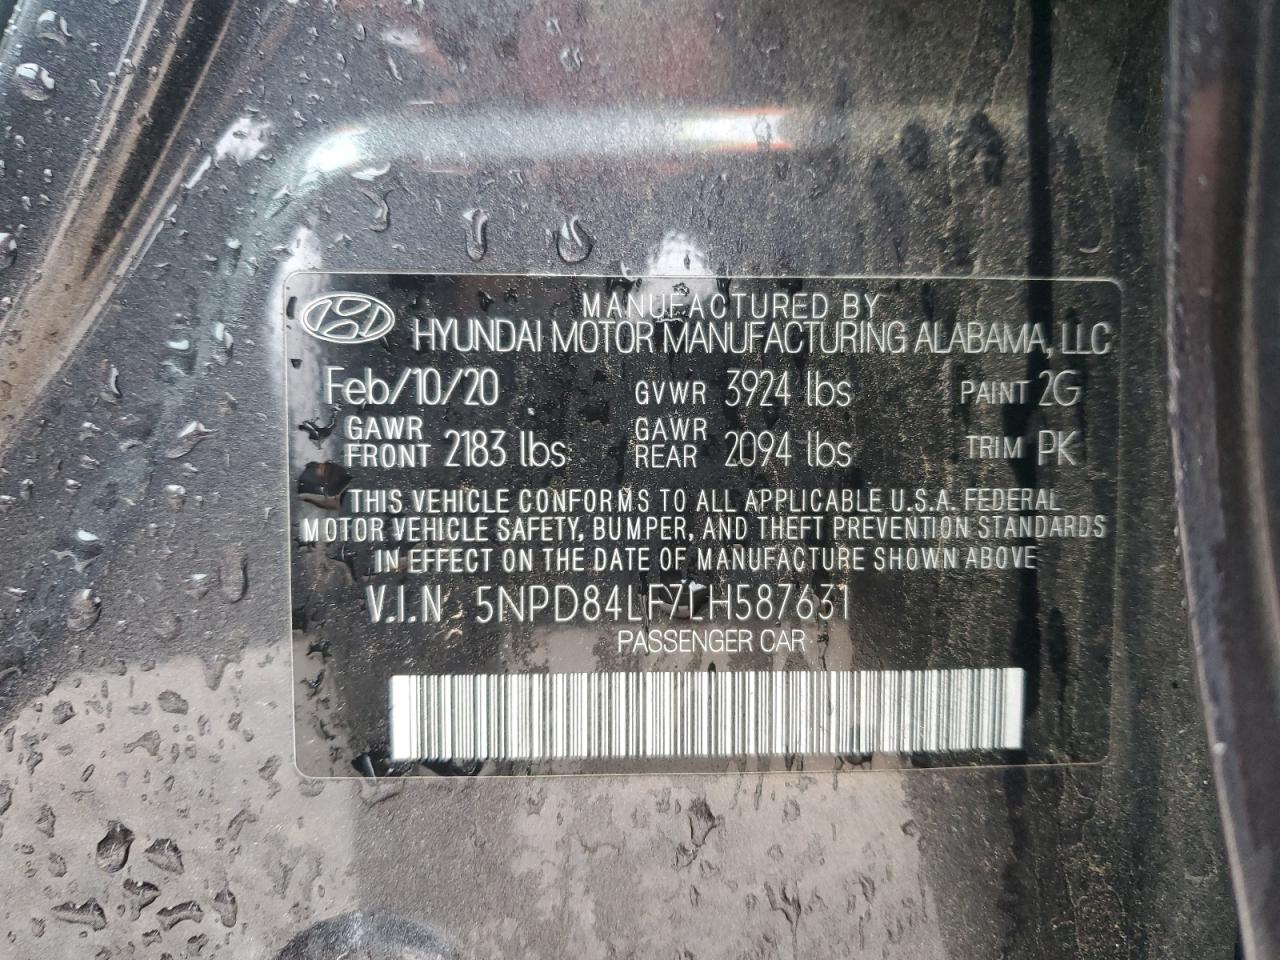 MANUFACTURED BY
HYUNDAI MOTOR MANUFACTURING ALABAMA, LLC
Feb/10/20 GVWR 3924 lbs PAINT 2G
GAWR FRONT 2183 lbs GAWR REAR 2094 lbs TRIM PK
THIS VEHICLE CONFORMS TO ALL APPLICABLE U.S.A. FEDERAL
MOTOR VEHICLE SAFETY, BUMPER, AND THEFT PREVENTION STANDARDS
IN EFFECT ON THE DATE OF MANUFACTURE SHOWN ABOVE
V.I.N 5NPD84LF7LH587631
PASSENGER CAR